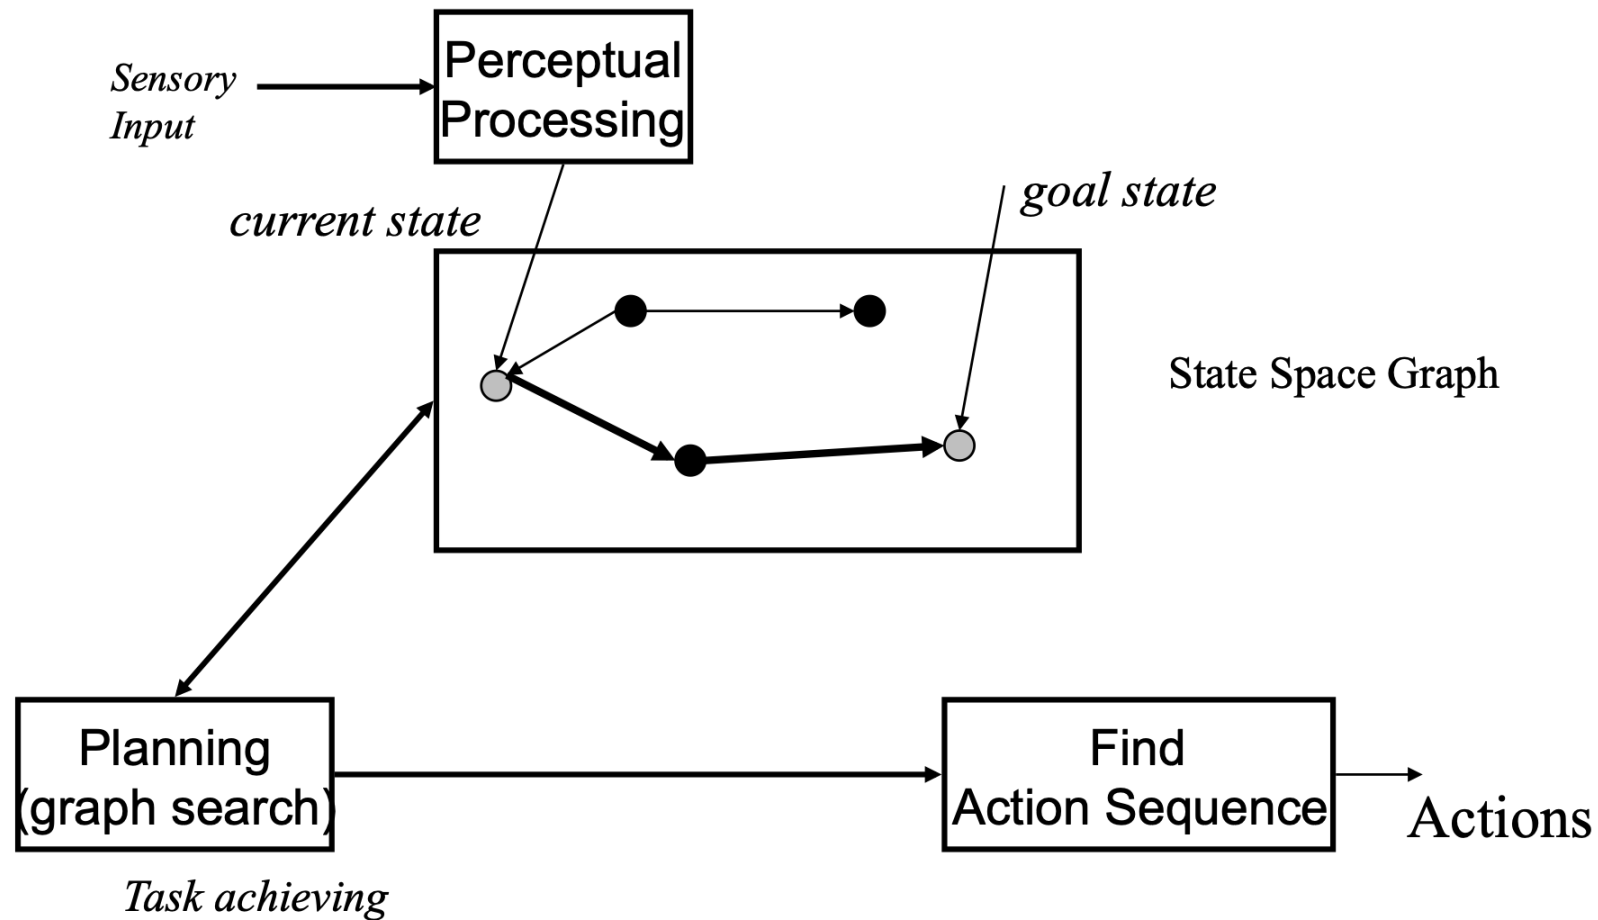 Perceptual
Processing
Sensory
Input
current state
goal state
State Space Graph
Planning
(graph search)
Find
Action Sequence
Actions
Task achieving